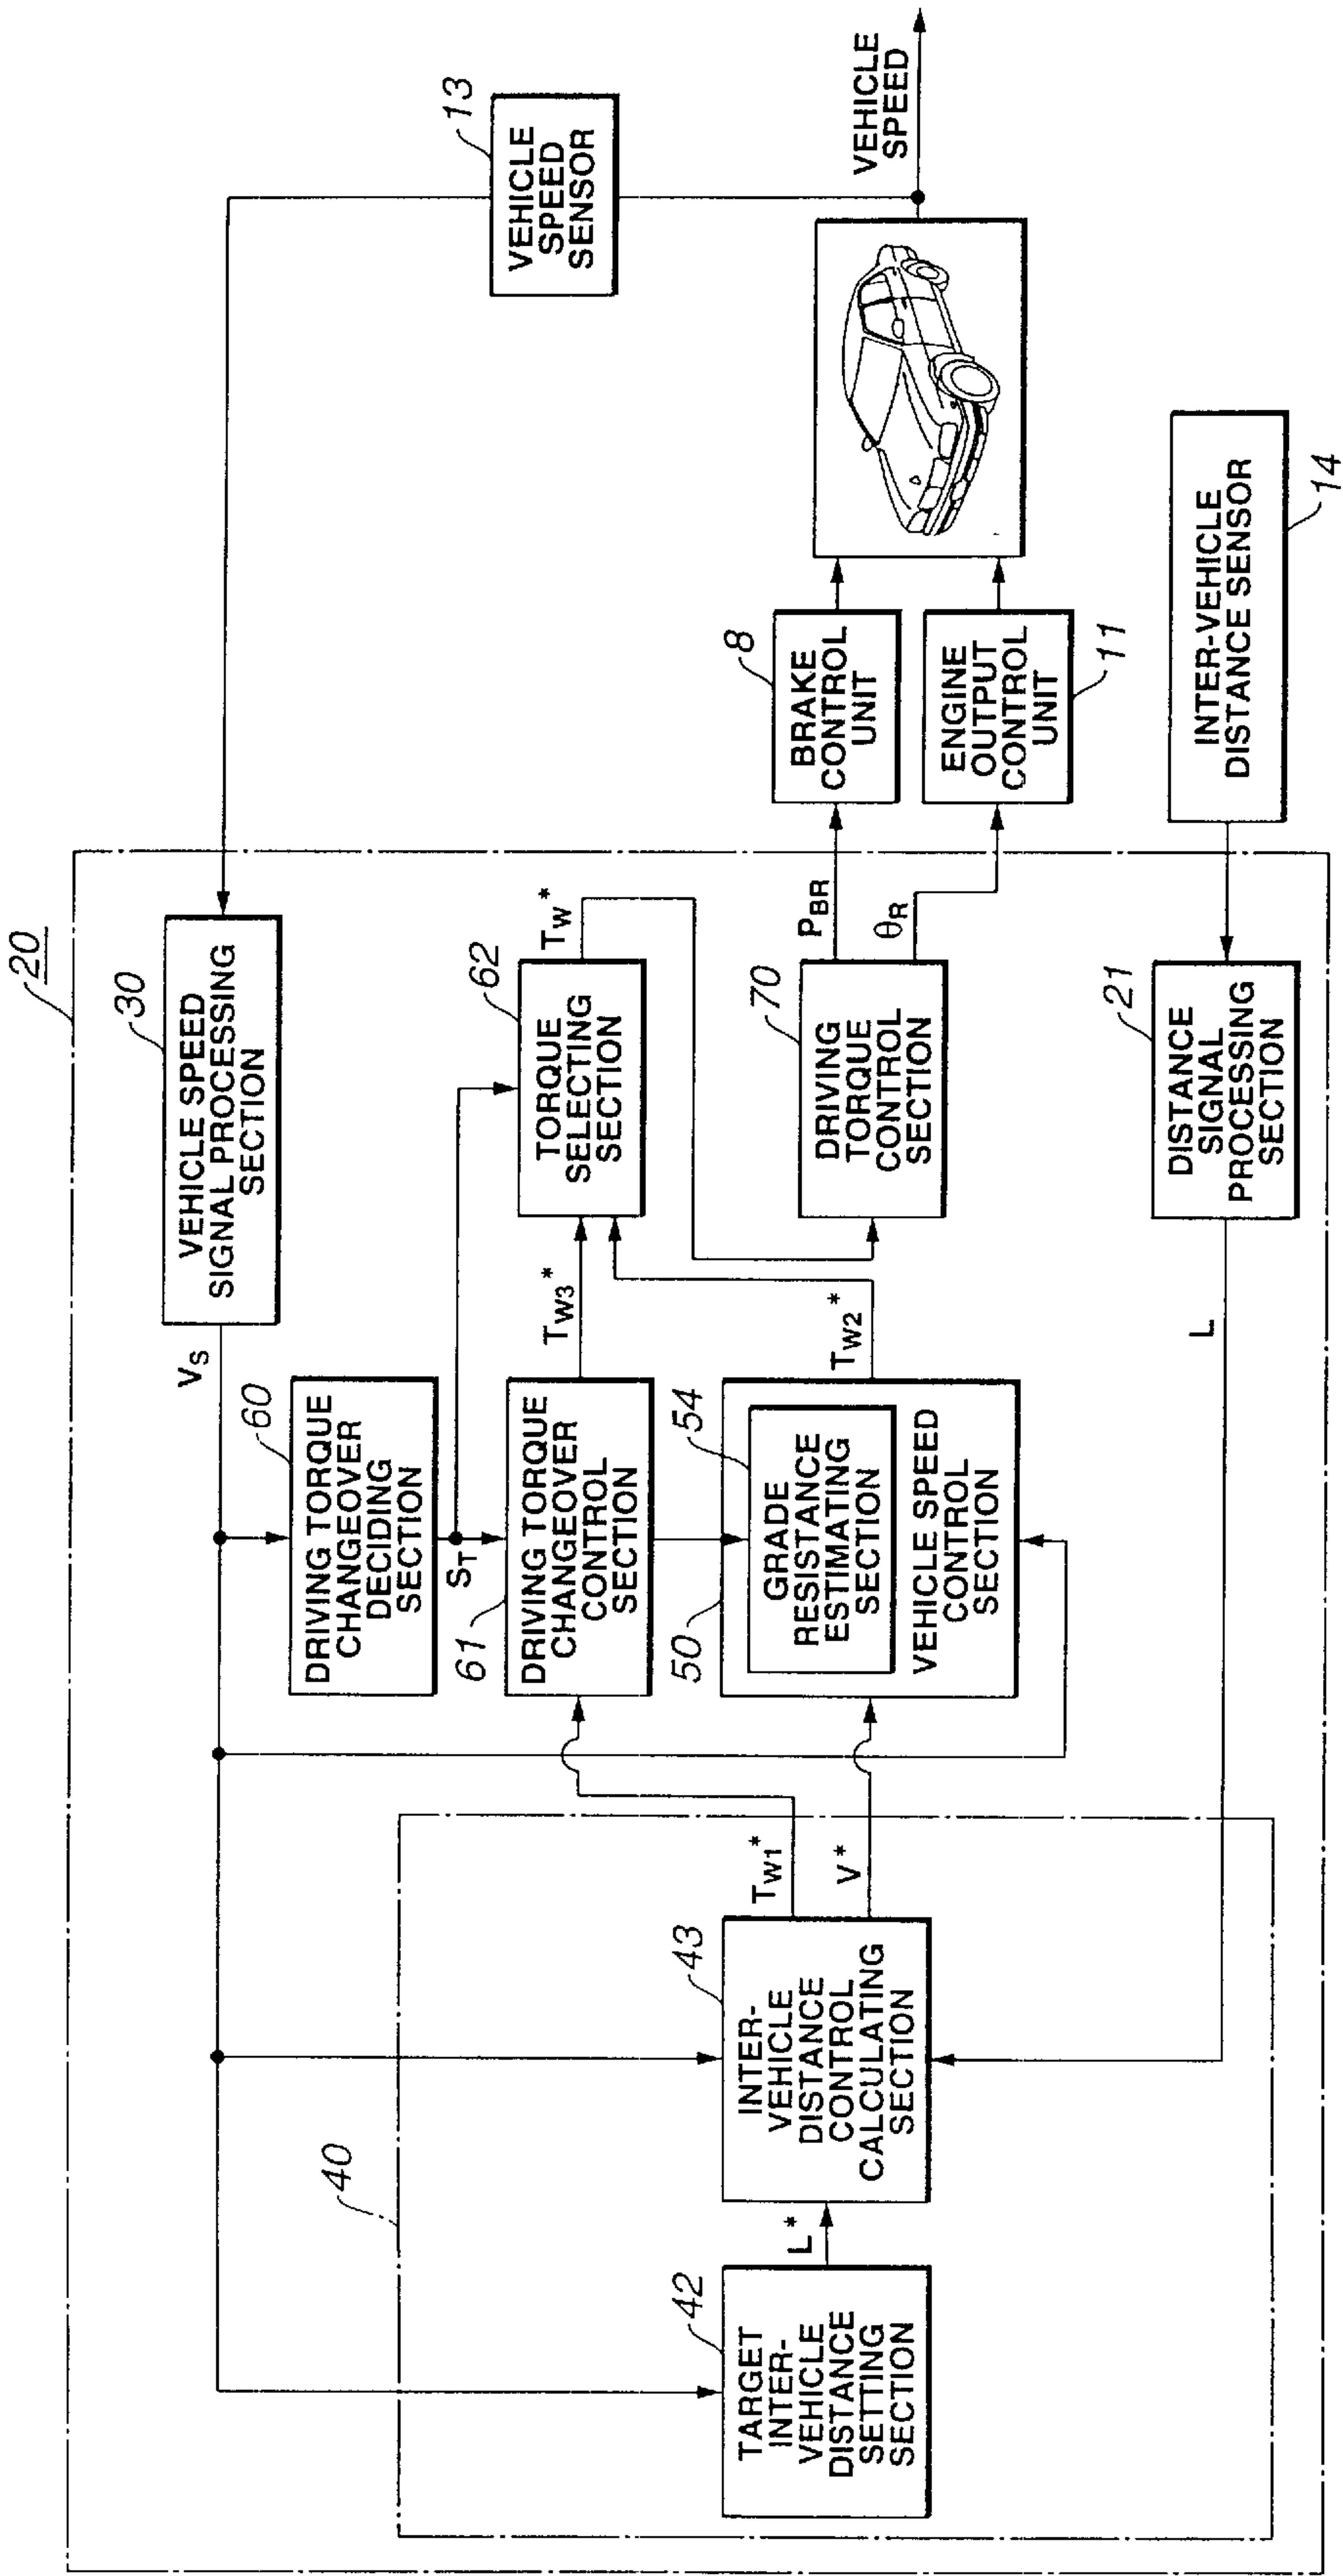 20
30
VEHICLE SPEED
SIGNAL PROCESSING
SECTION
VS
13
VEHICLE
SPEED
SENSOR
60
DRIVING TORQUE
CHANGEOVER
DECIDING
SECTION
ST
61
DRIVING TORQUE
CHANGEOVER
CONTROL
SECTION
TW3*
62
TORQUE
SELECTING
SECTION
TW*
40
42
TARGET
INTER-
VEHICLE
DISTANCE
SETTING
SECTION
L*
43
INTER-
VEHICLE
DISTANCE
CONTROL
CALCULATING
SECTION
TW1*
V*
50
54
GRADE
RESISTANCE
ESTIMATING
SECTION
VEHICLE SPEED
CONTROL
SECTION
TW2*
70
DRIVING
TORQUE
CONTROL
SECTION
PBR
θR
8
BRAKE
CONTROL
UNIT
ENGINE
OUTPUT
CONTROL
UNIT
11
VEHICLE
SPEED
L
21
DISTANCE
SIGNAL
PROCESSING
SECTION
INTER-VEHICLE
DISTANCE SENSOR
14